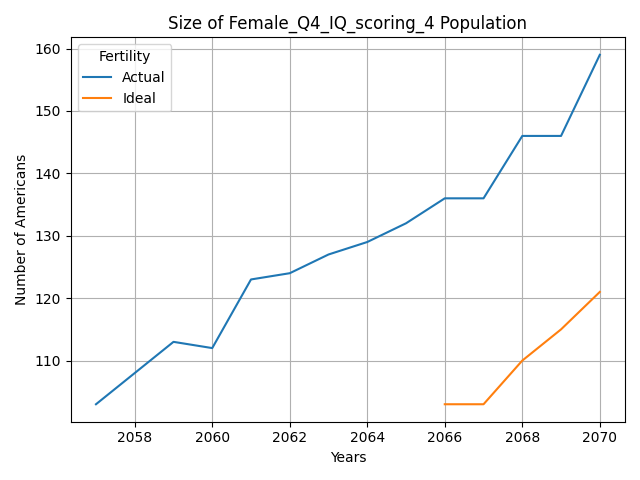 Size of Female_Q4_IQ_scoring_4 Population
Fertility
Actual
Ideal
Number of Americans
160
150
140
130
120
110
2058 2060 2062 2064 2066 2068 2070
Years